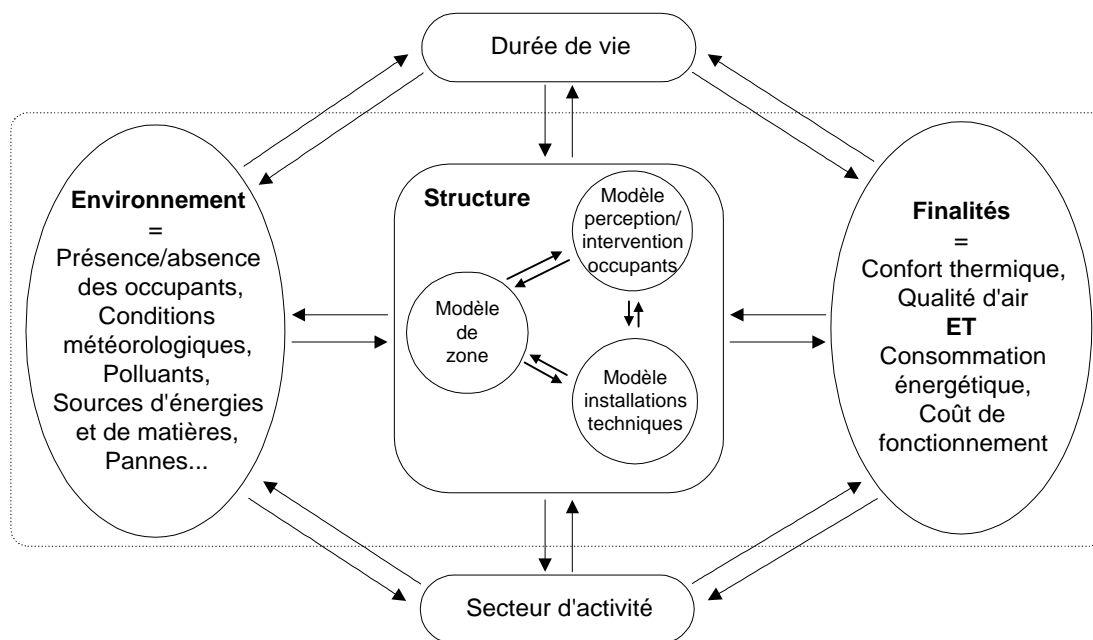 Durée de vie
Environnement
=
Présence/absence
des occupants,
Conditions
météorologiques,
Polluants,
Sources d'énergies
et de matières,
Pannes...
Structure
Modèle
perception/
intervention
occupants
Modèle
de
zone
Modèle
installations
techniques
Finalités
=
Confort thermique,
Qualité d'air
ET
Consommation
énergétique,
Coût de
fonctionnement
Secteur d'activité